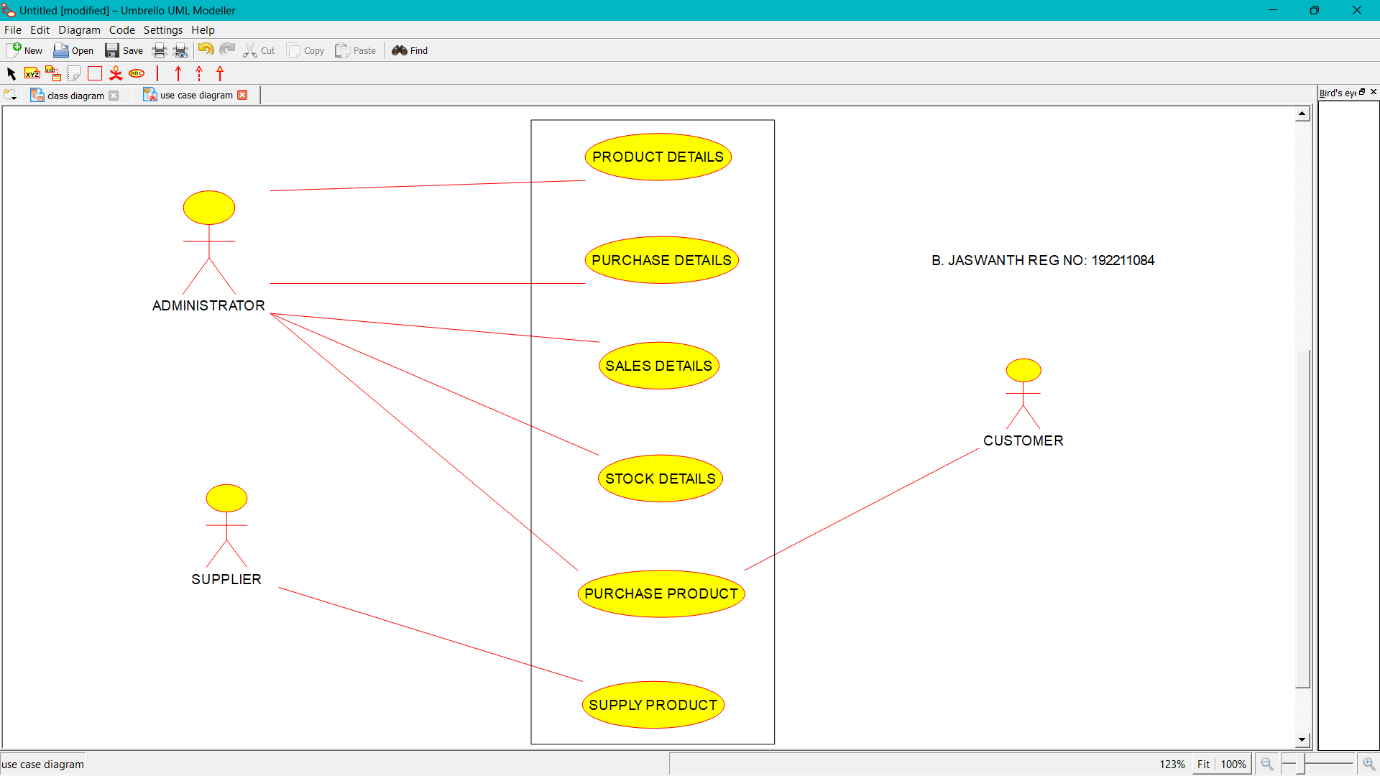 Untitled [modified] – Umbrello UML Modeller
File Edit Diagram Code Settings Help
New Open Save Cut Copy Paste Find
XYZ ABC
class diagram use case diagram
Bird's eye
PRODUCT DETAILS
PURCHASE DETAILS
B. JASWANTH REG NO: 192211084
ADMINISTRATOR
SALES DETAILS
CUSTOMER
STOCK DETAILS
SUPPLIER
PURCHASE PRODUCT
SUPPLY PRODUCT
use case diagram
123% Fit 100%